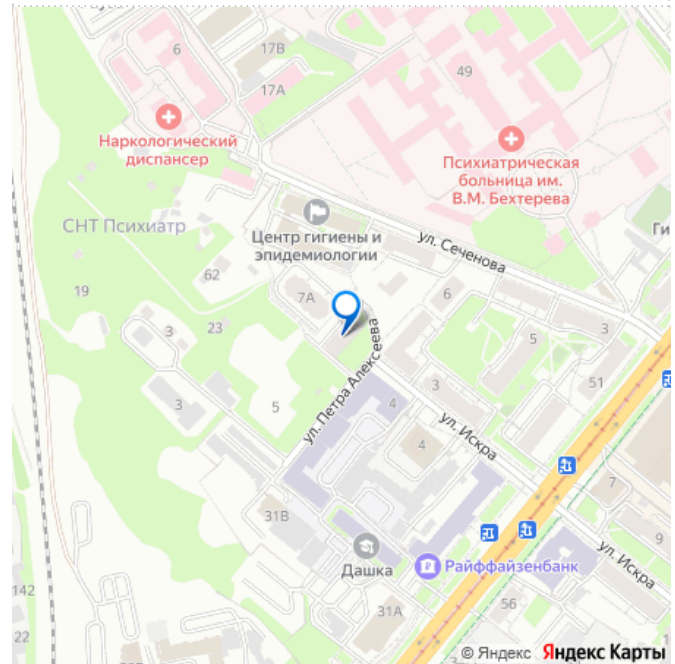 6
17В
17А
49
Наркологический
диспансер
Психиатрическая
больница им.
В.М. Бехтерева
СНТ Психиатр
Центр гигиены и
эпидемиологии
ул. Сеченова
Ги
62
19
7А
6
3
23
5
3
51
ул. Петра Алексеева
3
5
3
4
ул. Искра
4
7
31В
9
Дашка
Райффайзенбанк
ул. Искра
142
22
31А
56
© Яндекс Яндекс Карты